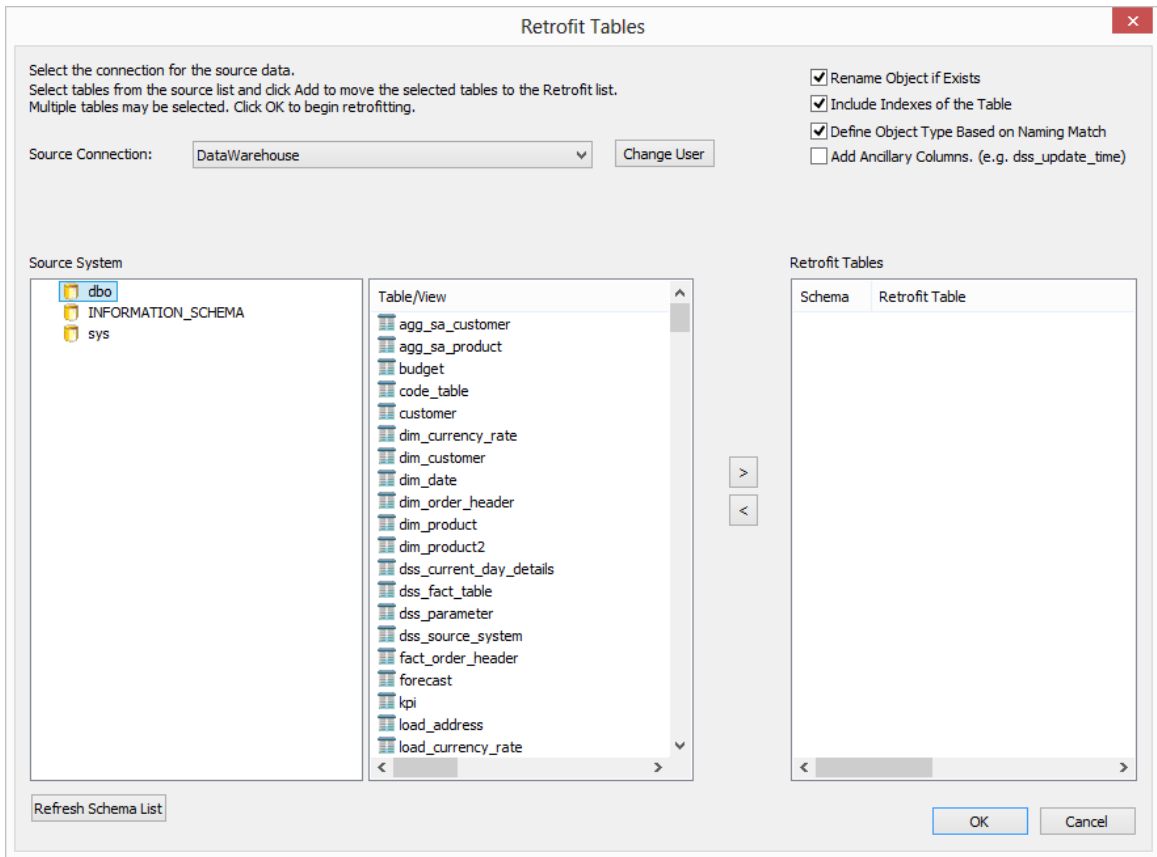 Retrofit Tables
Select the connection for the source data.
Select tables from the source list and click Add to move the selected tables to the Retrofit list.
Multiple tables may be selected. Click OK to begin retrofitting.
Rename Object if Exists
Include Indexes of the Table
Define Object Type Based on Naming Match
Add Ancillary Columns. (e.g. dss_update_time)
Source Connection:
DataWarehouse
Change User
Source System
dbo
INFORMATION_SCHEMA
sys
Table/View
agg_sa_customer
agg_sa_product
budget
code_table
customer
dim_currency_rate
dim_customer
dim_date
dim_order_header
dim_product
dim_product2
dss_current_day_details
dss_fact_table
dss_parameter
dss_source_system
fact_order_header
forecast
kpi
load_address
load_currency_rate
>
<
Retrofit Tables
Schema Retrofit Table
Refresh Schema List
OK
Cancel